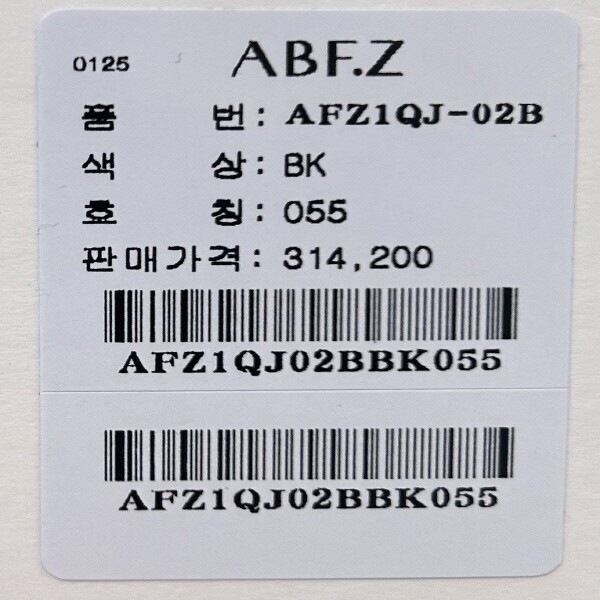 0125 ABF.Z
품 번: AFZ1QJ-02B
색 상: BK
호 칭: 055
판매가격: 314,200
AFZ1QJ02BBK055
AFZ1QJ02BBK055